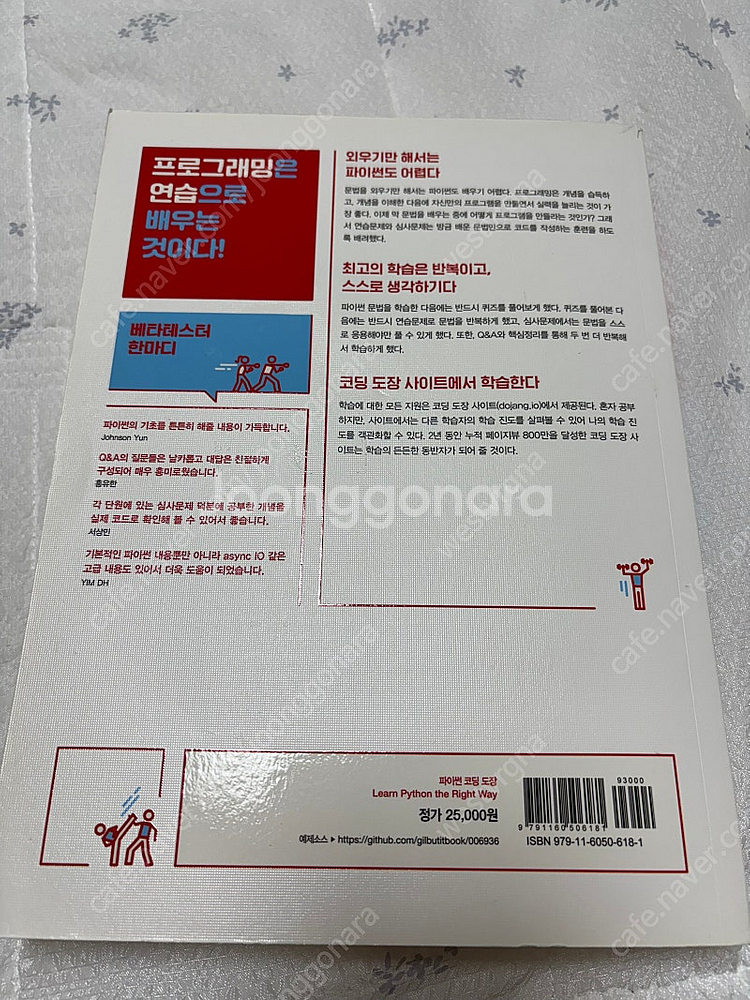 프로그래밍은
연습으로
배우는
것이다!
베타테스터
한마디
파이썬의 기초를 튼튼히 해줄 내용이 가득합니다.
Johnson Yun
Q&A의 질문들은 날카롭고 대답은 친절하게
구성되어 매우 흥미로웠습니다.
홍유한
각 단원에 있는 심사문제 덕분에 공부한 개념을
실제 코드로 확인해 볼 수 있어서 좋습니다.
서상민
기본적인 파이썬 내용뿐만 아니라 async IO 같은
고급 내용도 있어서 더욱 도움이 되었습니다.
YIM DH
외우기만 해서는
파이썬도 어렵다
문법을 외우기만 해서는 파이썬도 배우기 어렵다. 프로그래밍은 개념을 습득하
고, 개념을 이해한 다음에 자신만의 프로그램을 만들면서 실력을 늘리는 것이 가
장 좋다. 이제 막 문법을 배우는 중에 어떻게 프로그램을 만들라는 것인가? 그래
서 연습문제와 심사문제는 방금 배운 문법만으로 코드를 작성하는 훈련을 하도
록 배려했다.
최고의 학습은 반복이고,
스스로 생각하기다
파이썬 문법을 학습한 다음에는 반드시 퀴즈를 풀어보게 했다. 퀴즈를 풀어본 다
음에는 반드시 연습문제로 문법을 반복하게 했고, 심사문제에서는 문법을 스스
로 응용해야만 풀 수 있게 했다. 또한, Q&A와 핵심정리를 통해 두 번 더 반복해
서 학습하게 했다.
코딩 도장 사이트에서 학습한다
학습에 대한 모든 지원은 코딩 도장 사이트(dojang.io)에서 제공된다. 혼자 공부
하지만, 사이트에서는 다른 학습자의 학습 진도를 살펴볼 수 있어 나의 학습 진
도를 객관화할 수 있다. 2년 동안 누적 페이지뷰 800만을 달성한 코딩 도장 사
이트는 학습의 든든한 동반자가 되어 줄 것이다.
joonggonara
파이썬 코딩 도장
Learn Python the Right Way
정가 25,000원
예제소스 ▶ https://github.com/gilbutitbook/006936
93000
9 791160 506181
ISBN 979-11-6050-618-1
cafe.naver.com/joonggonara
wessorgna